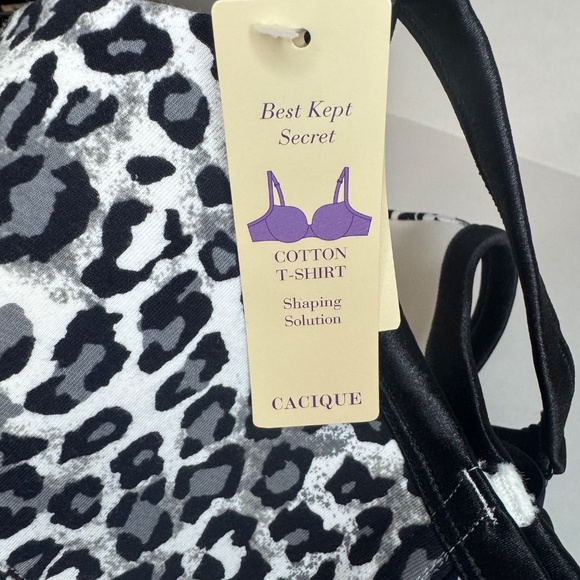 Best Kept
Secret
COTTON
T-SHIRT
Shaping
Solution
CACIQUE